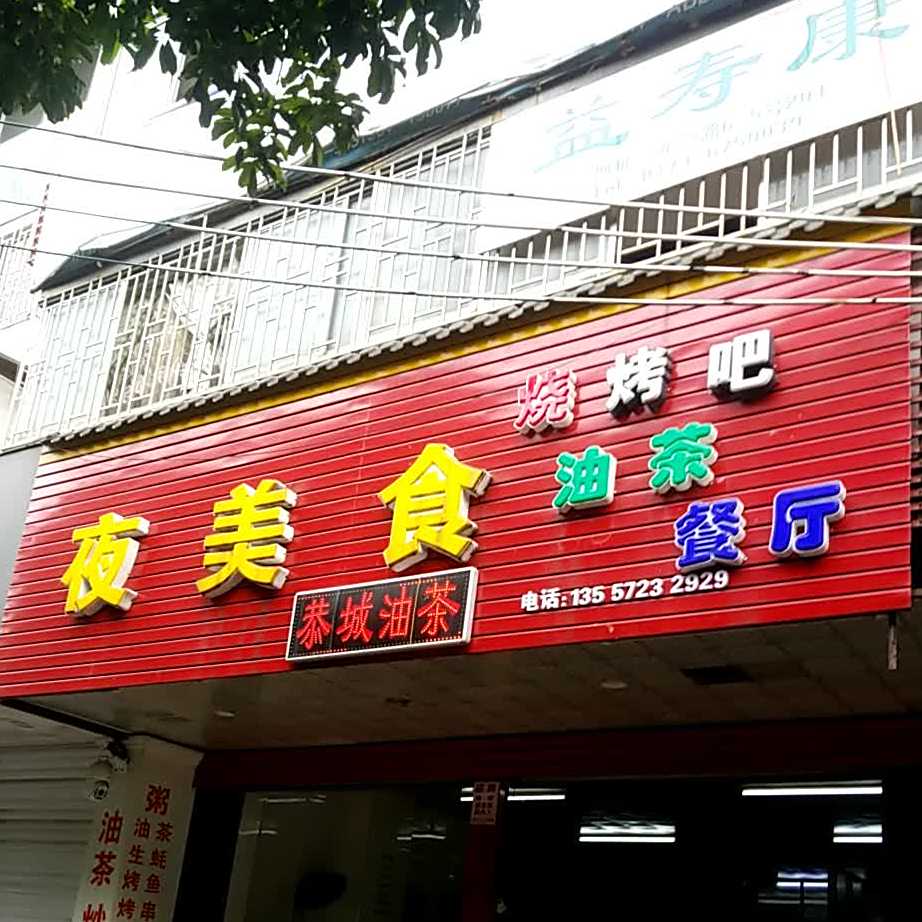 益寿康
烧烤吧
夜美食
油茶
餐厅
恭城油茶
电话:135 5723 2929
粥
油茶
油茶炒
生蚝
烤鱼
烤串